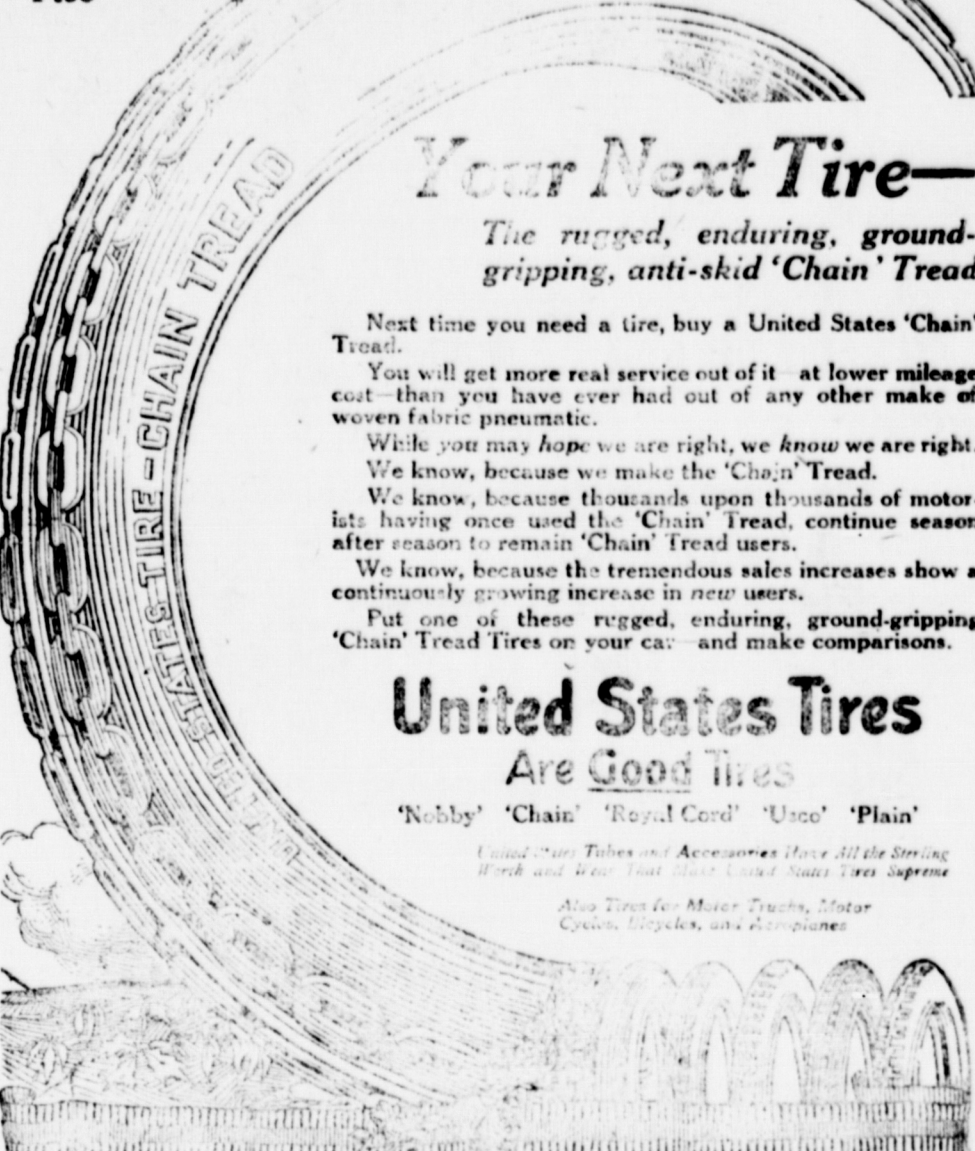 UNITED STATES TIRE – CHAIN TREAD
Your Next Tire—
The rugged, enduring, ground-
gripping, anti-skid ‘Chain’ Tread
Next time you need a tire, buy a United States ‘Chain’
Tread.
You will get more real service out of it—at lower mileage
cost—than you have ever had out of any other make of
woven fabric pneumatic.
While you may hope we are right, we know we are right.
We know, because we make the ‘Chain’ Tread.
We know, because thousands upon thousands of motor-
ists having once used the ‘Chain’ Tread, continue season
after season to remain ‘Chain’ Tread users.
We know, because the tremendous sales increases show a
continuously growing increase in new users.
Put one of these rugged, enduring, ground-gripping
‘Chain’ Tread Tires on your car—and make comparisons.
United States Tires
Are Good Tires
‘Nobby’ ‘Chain’ ‘Royal Cord’ ‘Usco’ ‘Plain’
United States Tubes and Accessories Have All the Sterling
Worth and Wear That Make United States Tires Supreme
Also Tires for Motor Trucks, Motor
Cycles, Bicycles, and Aeroplanes